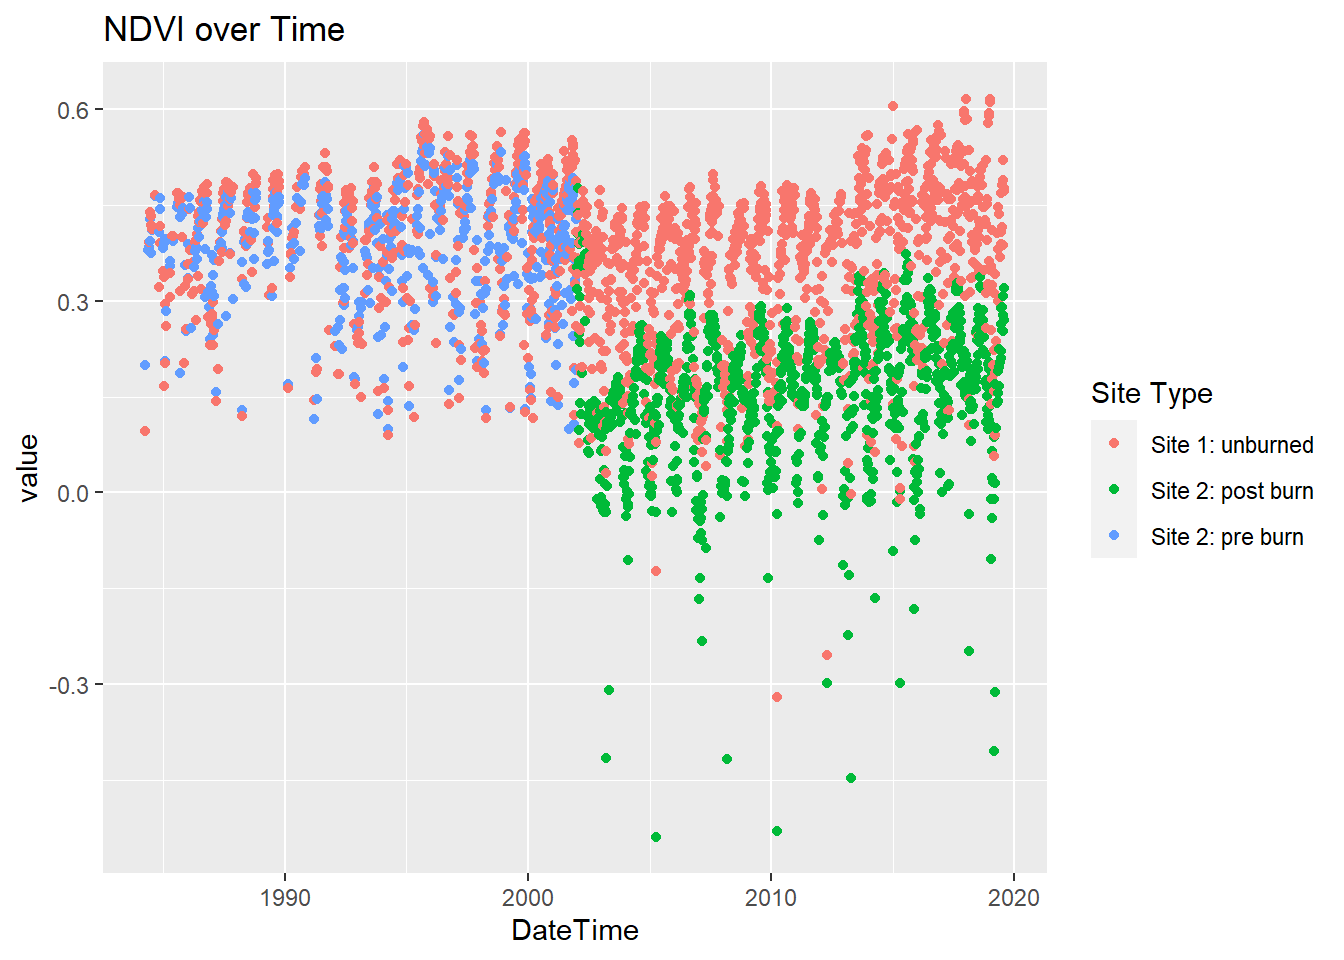 NDVI over Time
0.6
0.3
0.0
-0.3
value
1990
2000
2010
2020
DateTime
Site Type
Site 1: unburned
Site 2: post burn
Site 2: pre burn